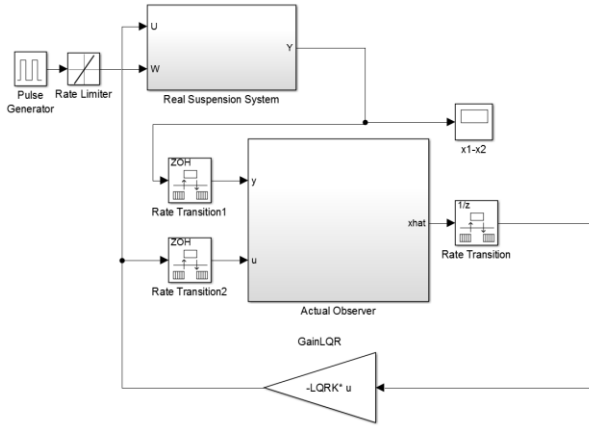 U
W
Y
Real Suspension System
Pulse
Generator
Rate Limiter
x1-x2
ZOH
Rate Transition1
y
u
xhat
Actual Observer
1/z
Rate Transition
ZOH
Rate Transition2
GainLQR
-LQRK* u